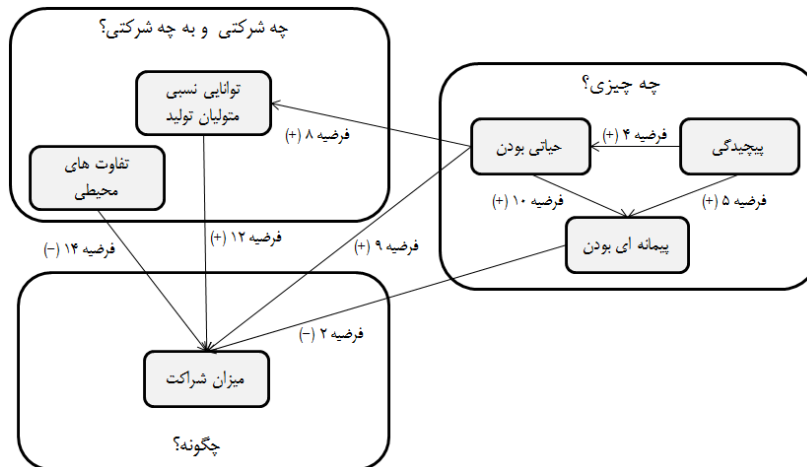 چه شرکتی و به چه شرکتی؟
توانایی نسبی
متولیان تولید
تفاوت های
محیطی
چه چیزی؟
پیچیدگی
فرضیه ۴ (+)
حیاتی بودن
فرضیه ۸ (+)
فرضیه ۵ (+)
فرضیه ۱۰ (+)
پیمانه ای بودن
فرضیه ۹ (+)
فرضیه ۱۲ (+)
فرضیه ۱۴ (−)
فرضیه ۲ (−)
میزان شراکت
چگونه؟